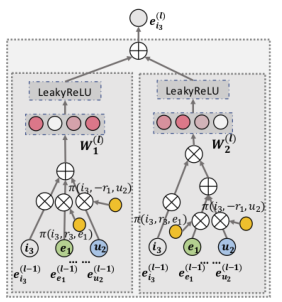 e_{i_3}^{(l)}
LeakyReLU
LeakyReLU
W_1^{(l)}
W_2^{(l)}
π(i_3, −r_1, u_2)
π(i_3, −r_1, u_2)
π(i_3, r_3, e_1)
π(i_3, r_3, e_1)
i_3 e_1 u_2
e_1 u_2
... ...
... ...
e_{i_3}^{(l−1)} e_{e_1}^{(l−1)} e_{u_2}^{(l−1)}
e_{i_3}^{(l−1)} e_{e_1}^{(l−1)} e_{u_2}^{(l−1)}